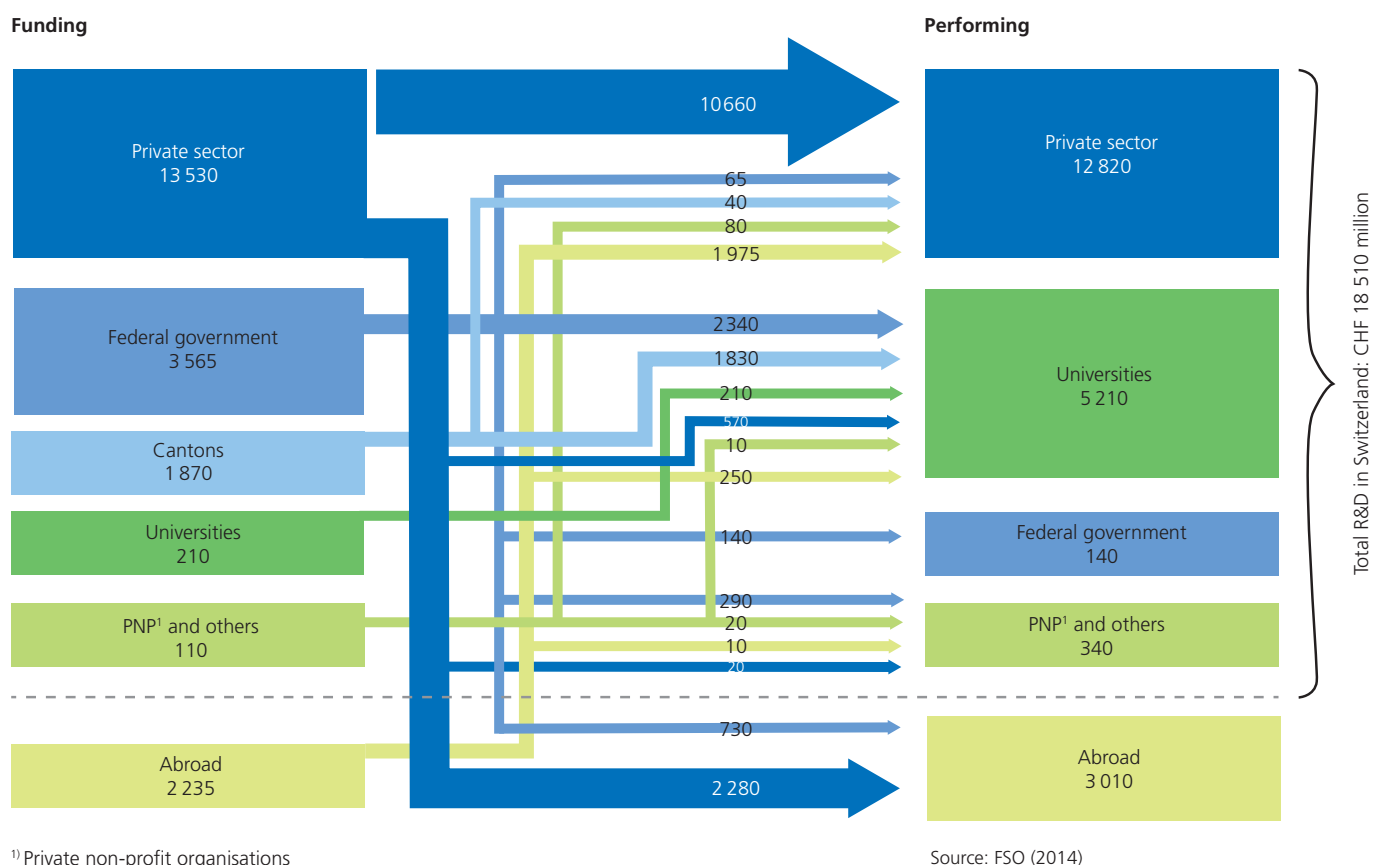 Funding
Performing
Private sector
13 530
Federal government
3 565
Cantons
1 870
Universities
210
PNP¹ and others
110
Abroad
2 235
10 660
65
40
80
1 975
2 340
1 830
210
570
10
250
140
290
20
10
20
730
2 280
Private sector
12 820
Universities
5 210
Federal government
140
PNP¹ and others
340
Abroad
3 010
Total R&D in Switzerland: CHF 18 510 million
¹⁾ Private non-profit organisations
Source: FSO (2014)